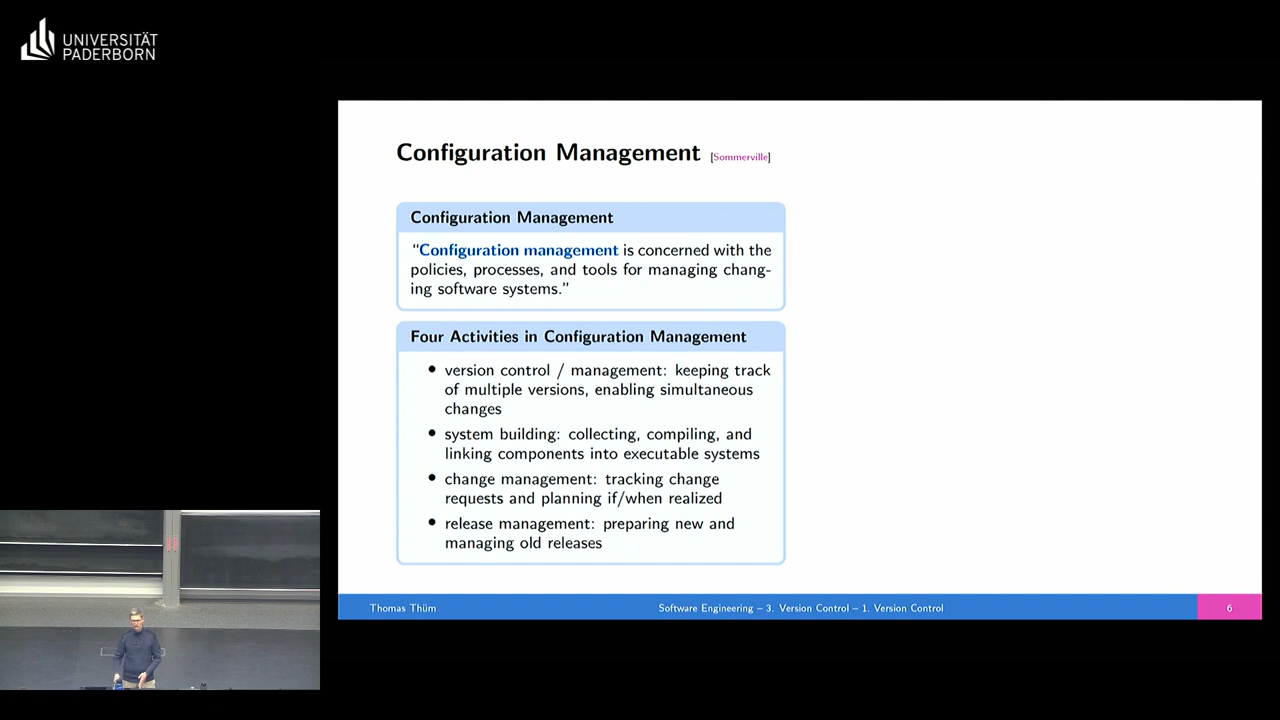 UNIVERSITÄT
PADERBORN
Configuration Management [Sommerville]
Configuration Management
“Configuration management is concerned with the
policies, processes, and tools for managing chang-
ing software systems.”
Four Activities in Configuration Management
• version control / management: keeping track
of multiple versions, enabling simultaneous
changes
• system building: collecting, compiling, and
linking components into executable systems
• change management: tracking change
requests and planning if/when realized
• release management: preparing new and
managing old releases
Thomas Thüm
Software Engineering – 3. Version Control – 1. Version Control
6